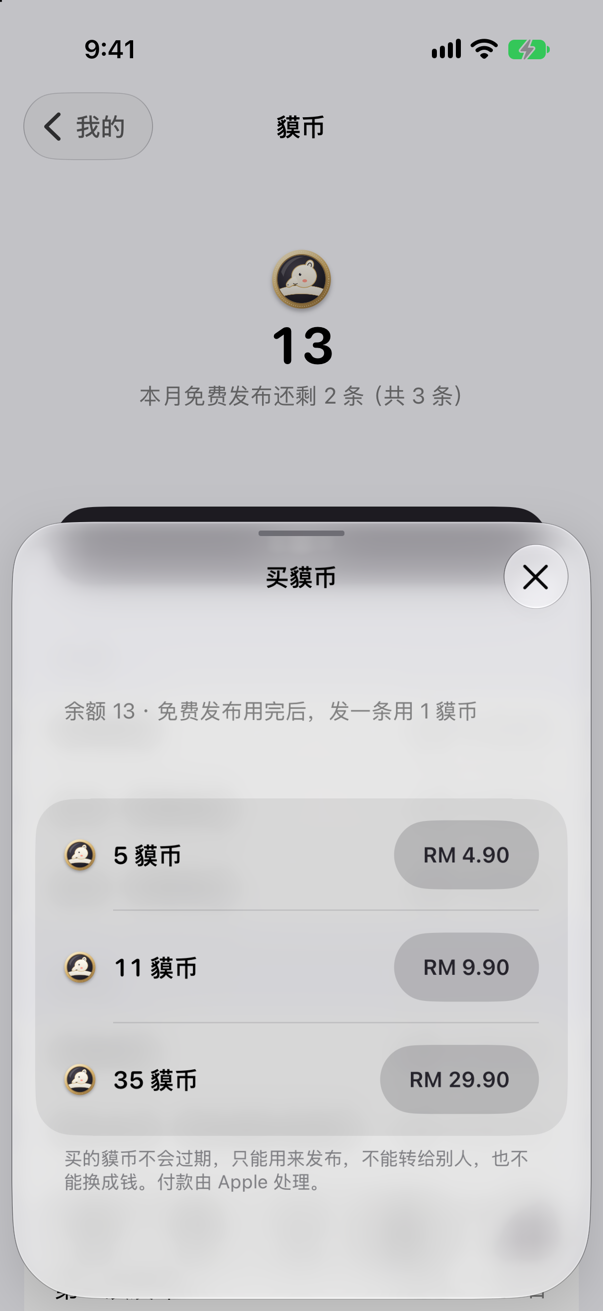 9:41
我的
貘币
13
本月免费发布还剩 2 条（共 3 条）
买貘币
余额 13 · 免费发布用完后，发一条用 1 貘币
5 貘币
RM 4.90
11 貘币
RM 9.90
35 貘币
RM 29.90
买的貘币不会过期，只能用来发布，不能转给别人，也不
能换成钱。付款由 Apple 处理。